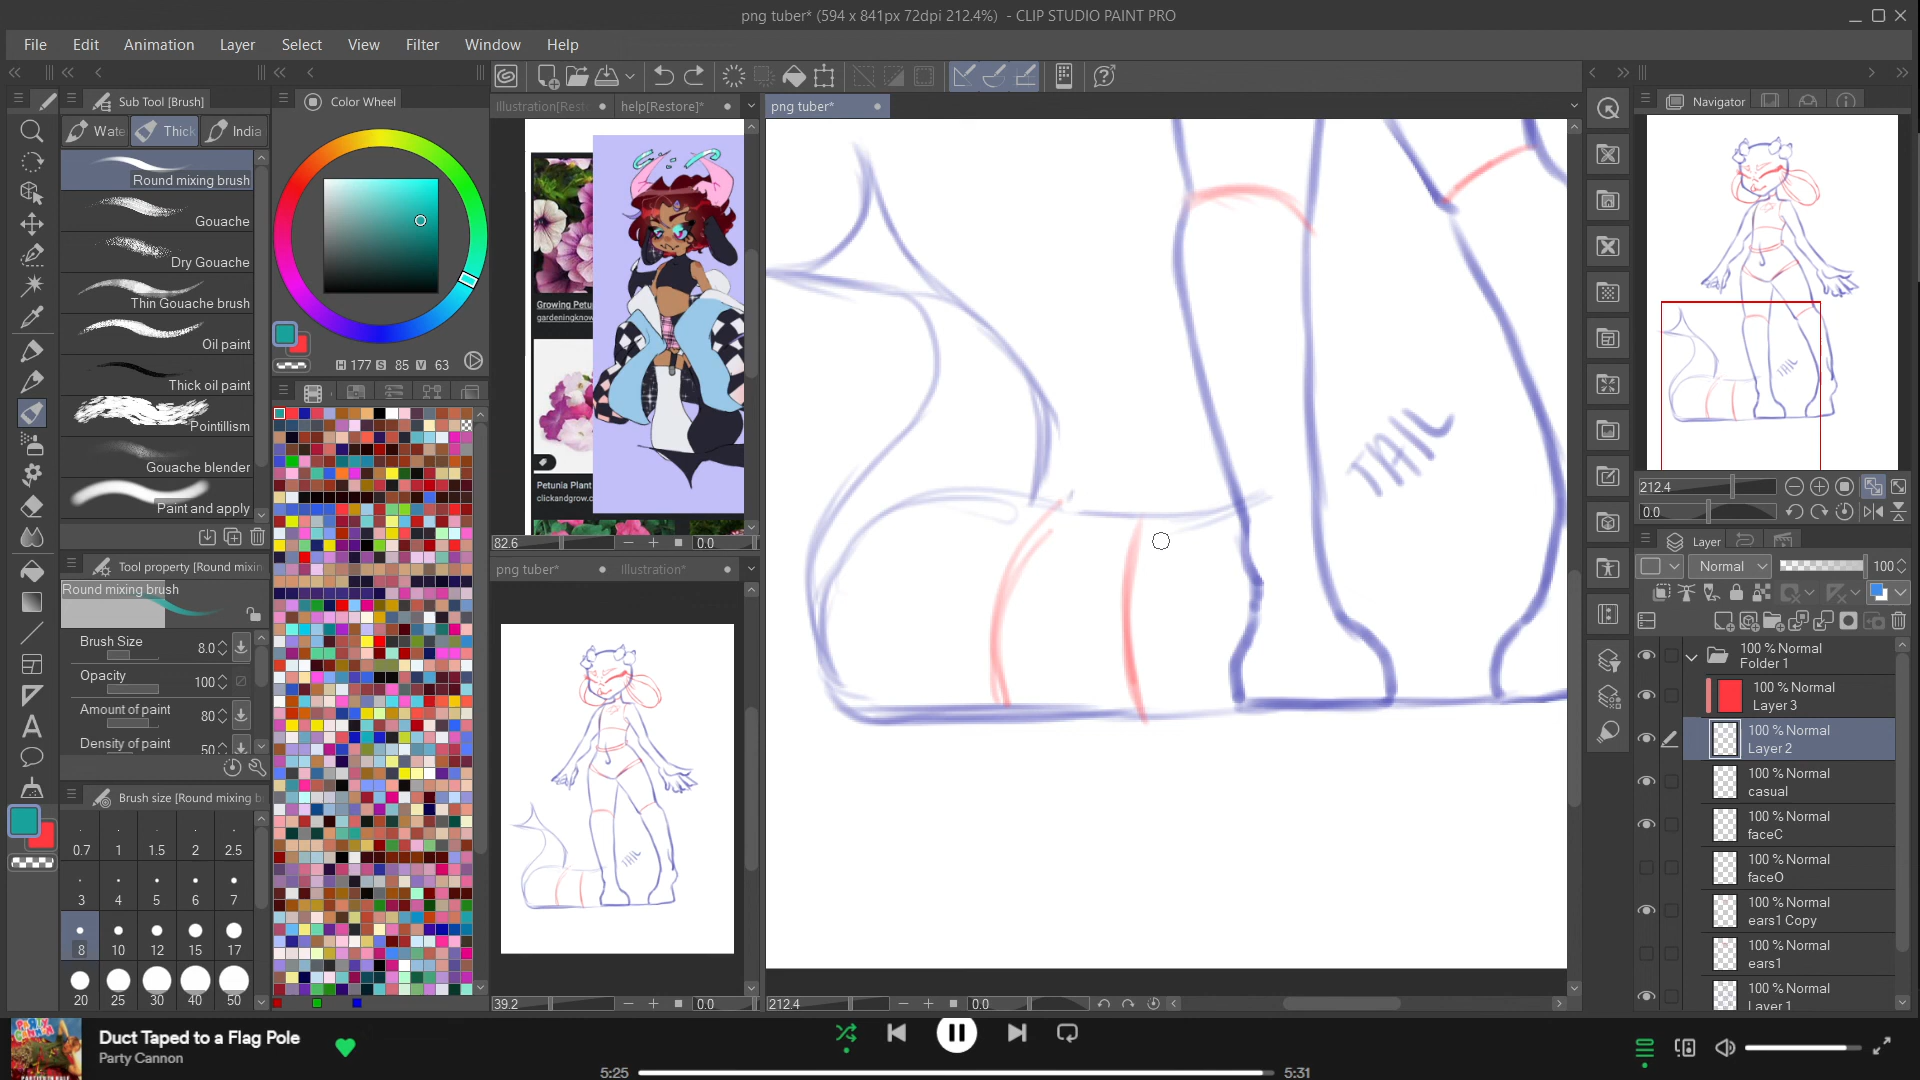 png tuber* (594 x 841px 72dpi 212.4%)  - CLIP STUDIO PAINT PRO
File Edit Animation Layer Select View Filter Window Help
Sub Tool [Brush]
Color Wheel
Illustration[Rest
help[Restore]*
png tuber*
Navigator
Wate
Thick
India
Round mixing brush
Gouache
Dry Gouache
Thin Gouache brush
Oil paint
Thick oil paint
Pointillism
Gouache blender
Paint and apply
H 177 S 85 V 63
Growing Petu
gardeningknow
Petunia Plant
clickandgrow.c
82.6
0.0
TAIL
212.4
0.0
Tool property [Round mixin
Round mixing brush
Brush Size 8.0
Opacity 100
Amount of paint 80
Density of paint 50
png tuber*
Illustration*
TAIL
Layer
Normal
100
100 % Normal
Folder 1
100 % Normal
Layer 3
100 % Normal
Layer 2
100 % Normal
casual
100 % Normal
faceC
100 % Normal
faceO
100 % Normal
ears1 Copy
100 % Normal
ears1
100 % Normal
Layer 1
Brush size [Round mixing b
0.7 1 1.5 2 2.5
3 4 5 6 7
8 10 12 15 17
20 25 30 40 50
39.2
0.0
212.4
0.0
Duct Taped to a Flag Pole
Party Cannon
5:25
5:31